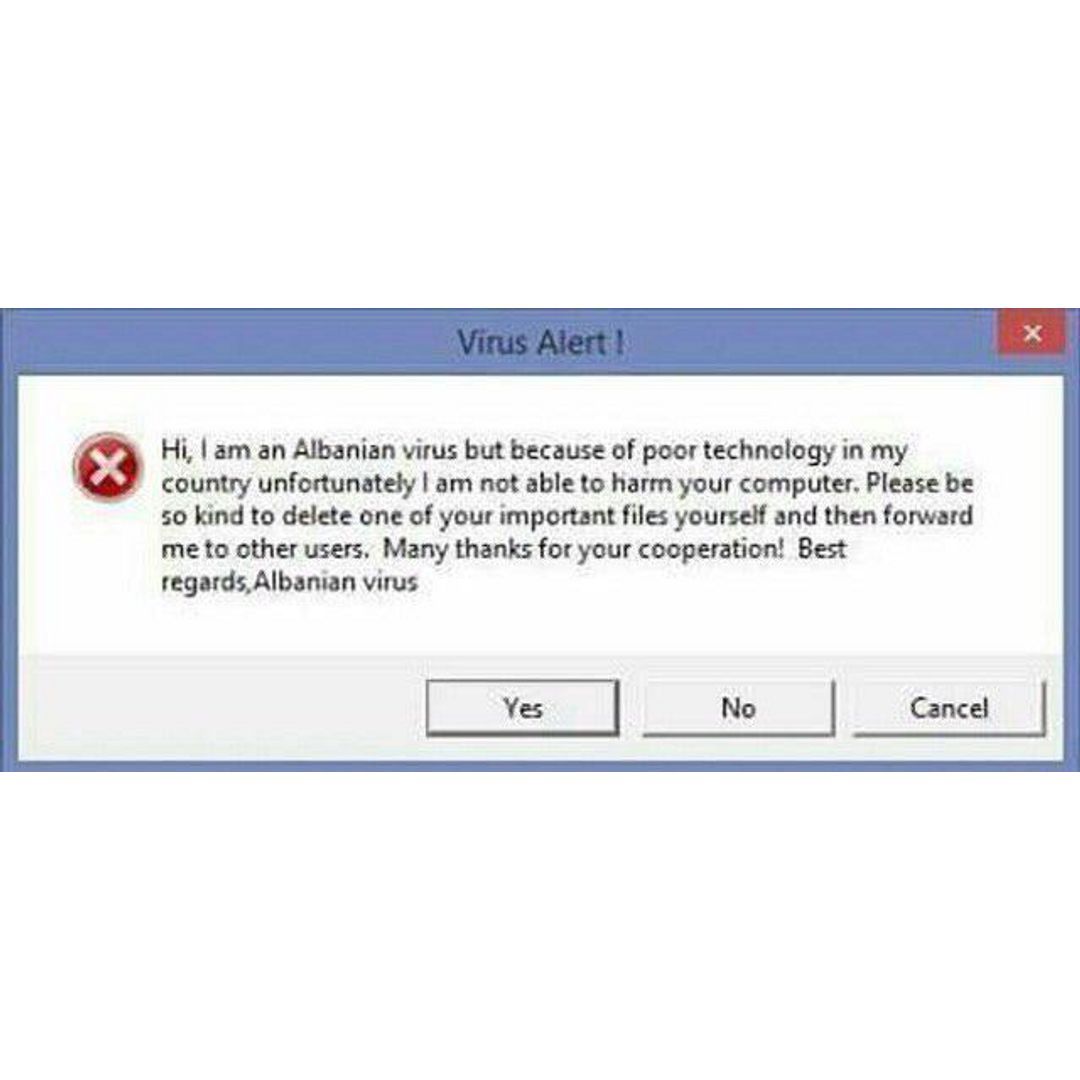 Virus Alert !
Hi, I am an Albanian virus but because of poor technology in my
country unfortunately I am not able to harm your computer. Please be
so kind to delete one of your important files yourself and then forward
me to other users.  Many thanks for your cooperation!  Best
regards,Albanian virus
Yes No Cancel